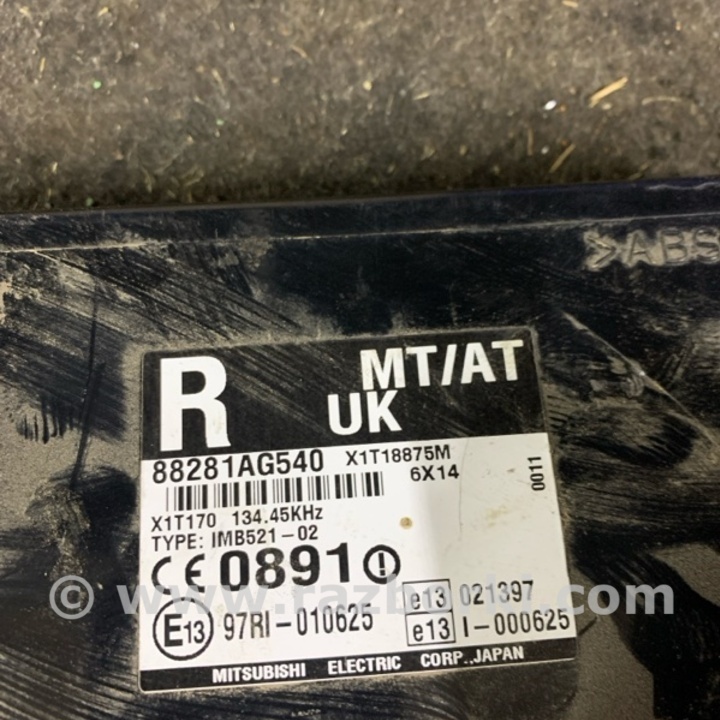 >ABS
R MT/AT
UK
88281AG540 X1T18875M
6X14
0011
X1T170 134.45KHz
TYPE: IMB521-02
CE 0891
© www.razborom.com
E13 97RI-010625
e13 021397
e13 I-000625
MITSUBISHI ELECTRIC CORP.,JAPAN